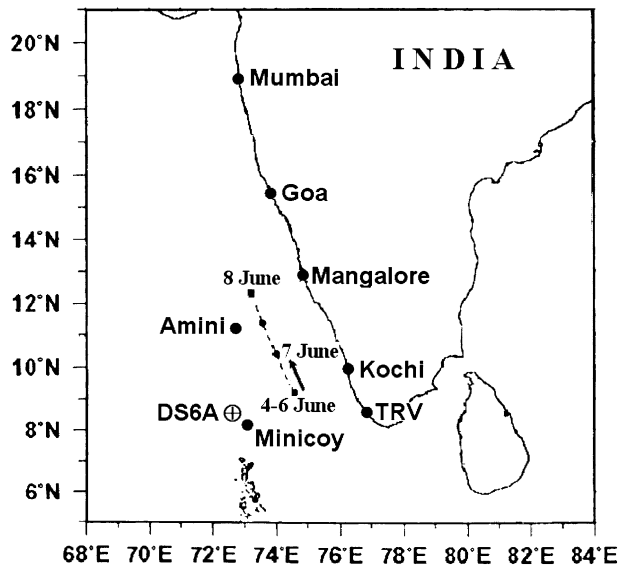 20°N
INDIA
Mumbai
18°N
16°N
Goa
14°N
8 June
Mangalore
12°N
Amini
7 June
10°N
Kochi
4-6 June
DS6A
TRV
8°N
Minicoy
6°N
68°E 70°E 72°E 74°E 76°E 78°E 80°E 82°E 84°E